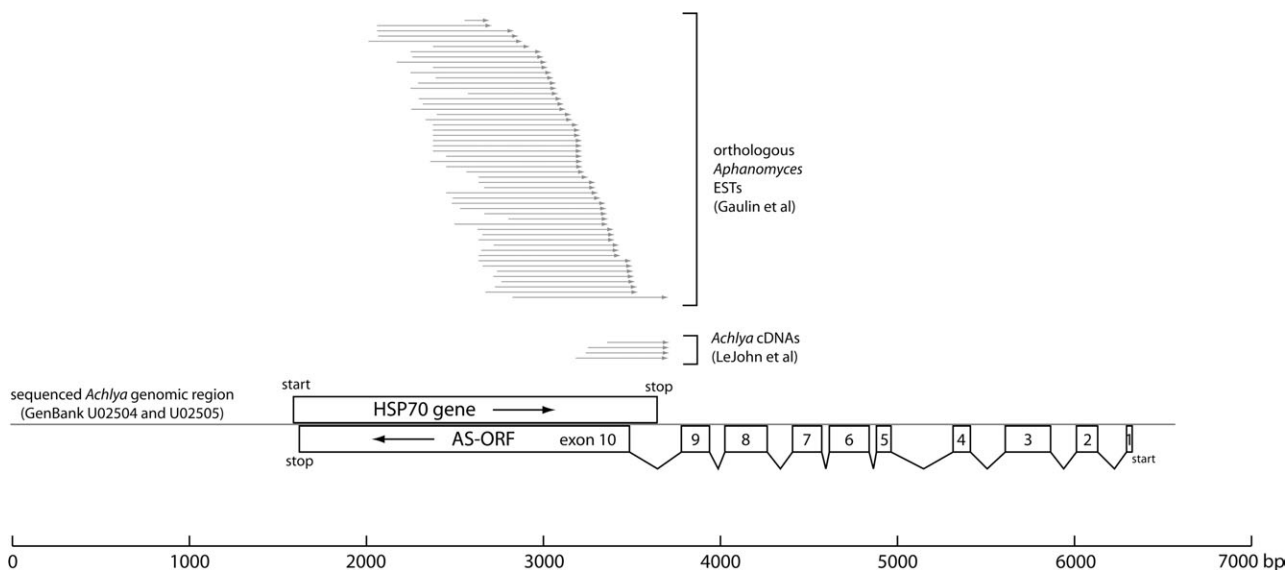 orthologous
Aphanomyces
ESTs
(Gaulin et al)
Achlya cDNAs
(LeJohn et al)
sequenced Achlya genomic region
(GenBank U02504 and U02505)
start
stop
HSP70 gene
AS-ORF
exon 10
9
8
7
6
5
4
3
2
1
stop
start
0
1000
2000
3000
4000
5000
6000
7000 bp